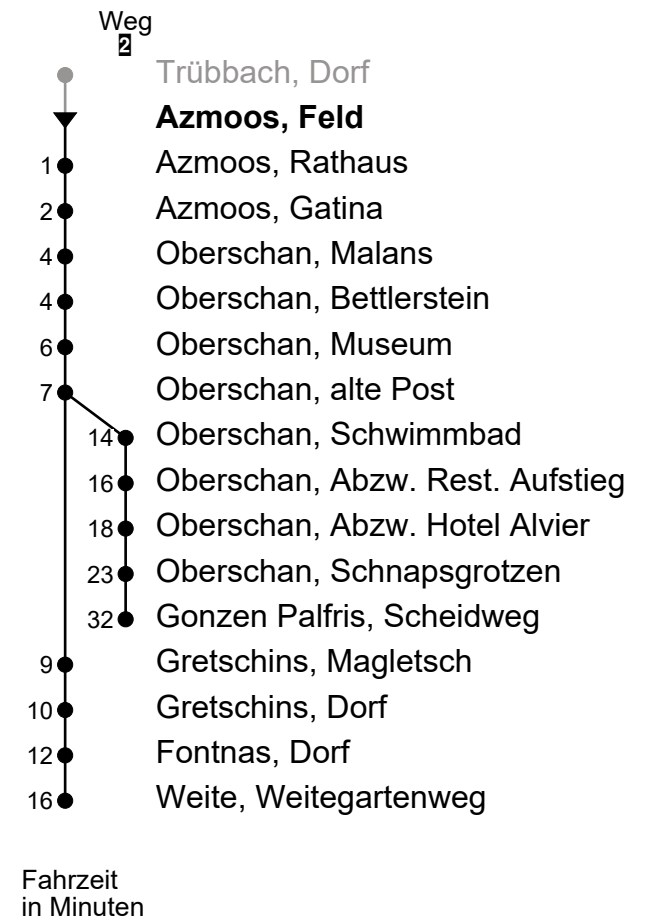 Weg
2
Trübbach, Dorf
Azmoos, Feld
1 Azmoos, Rathaus
2 Azmoos, Gatina
4 Oberschan, Malans
4 Oberschan, Bettlerstein
6 Oberschan, Museum
7 Oberschan, alte Post
14 Oberschan, Schwimmbad
16 Oberschan, Abzw. Rest. Aufstieg
18 Oberschan, Abzw. Hotel Alvier
23 Oberschan, Schnapsgrotzen
32 Gonzen Palfris, Scheidweg
9 Gretschins, Magletsch
10 Gretschins, Dorf
12 Fontnas, Dorf
16 Weite, Weitegartenweg
Fahrzeit
in Minuten